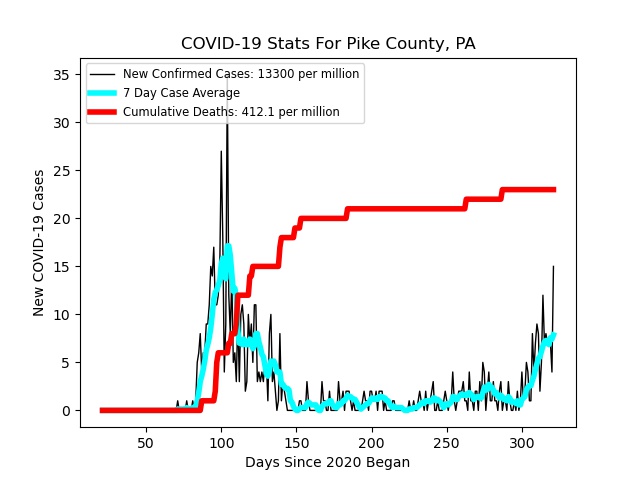 COVID-19 Stats For Pike County, PA
New Confirmed Cases: 13300 per million
7 Day Case Average
Cumulative Deaths: 412.1 per million
New COVID-19 Cases
35
30
25
20
15
10
5
0
50 100 150 200 250 300
Days Since 2020 Began